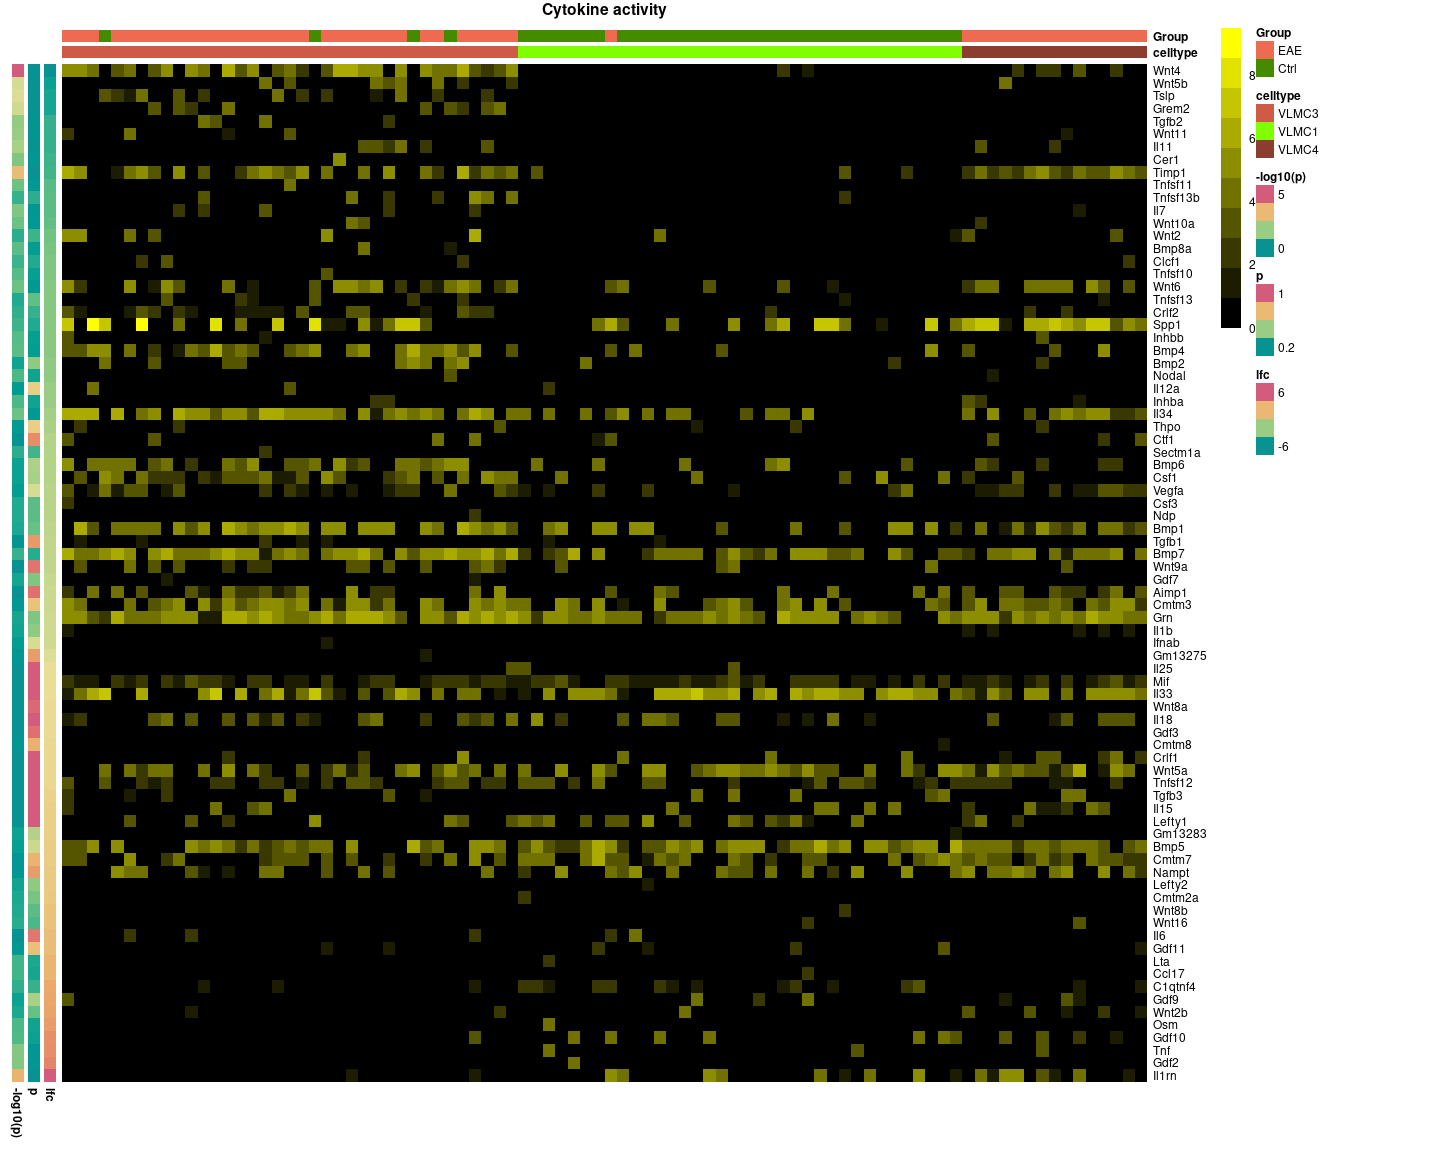 Cytokine activity
Group
celltype
Wnt4
Wnt5b
Tslp
Grem2
Tgfb2
Wnt11
Il11
Cer1
Timp1
Tnfsf11
Tnfsf13b
Il7
Wnt10a
Wnt2
Bmp8a
Clcf1
Tnfsf10
Wnt6
Tnfsf13
Crlf2
Spp1
Inhbb
Bmp4
Bmp2
Nodal
Il12a
Inhba
Il34
Thpo
Ctf1
Sectm1a
Bmp6
Csf1
Vegfa
Csf3
Ndp
Bmp1
Tgfb1
Bmp7
Wnt9a
Gdf7
Aimp1
Cmtm3
Grn
Il1b
Ifnab
Gm13275
Il25
Mif
Il33
Wnt8a
Il18
Gdf3
Cmtm8
Crlf1
Wnt5a
Tnfsf12
Tgfb3
Il15
Lefty1
Gm13283
Bmp5
Cmtm7
Nampt
Lefty2
Cmtm2a
Wnt8b
Wnt16
Il6
Gdf11
Lta
Ccl17
C1qtnf4
Gdf9
Wnt2b
Osm
Gdf10
Tnf
Gdf2
Il1rn
8
6
4
2
0
Group
EAE
Ctrl
celltype
VLMC3
VLMC1
VLMC4
-log10(p)
5
0
p
1
0.2
lfc
6
-6
-log10(p)
p
lfc